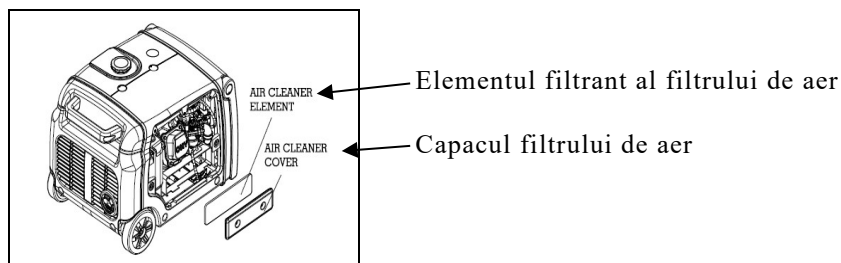 AIR CLEANER
ELEMENT
Elementul filtrant al filtrului de aer
AIR CLEANER
COVER
Capacul filtrului de aer